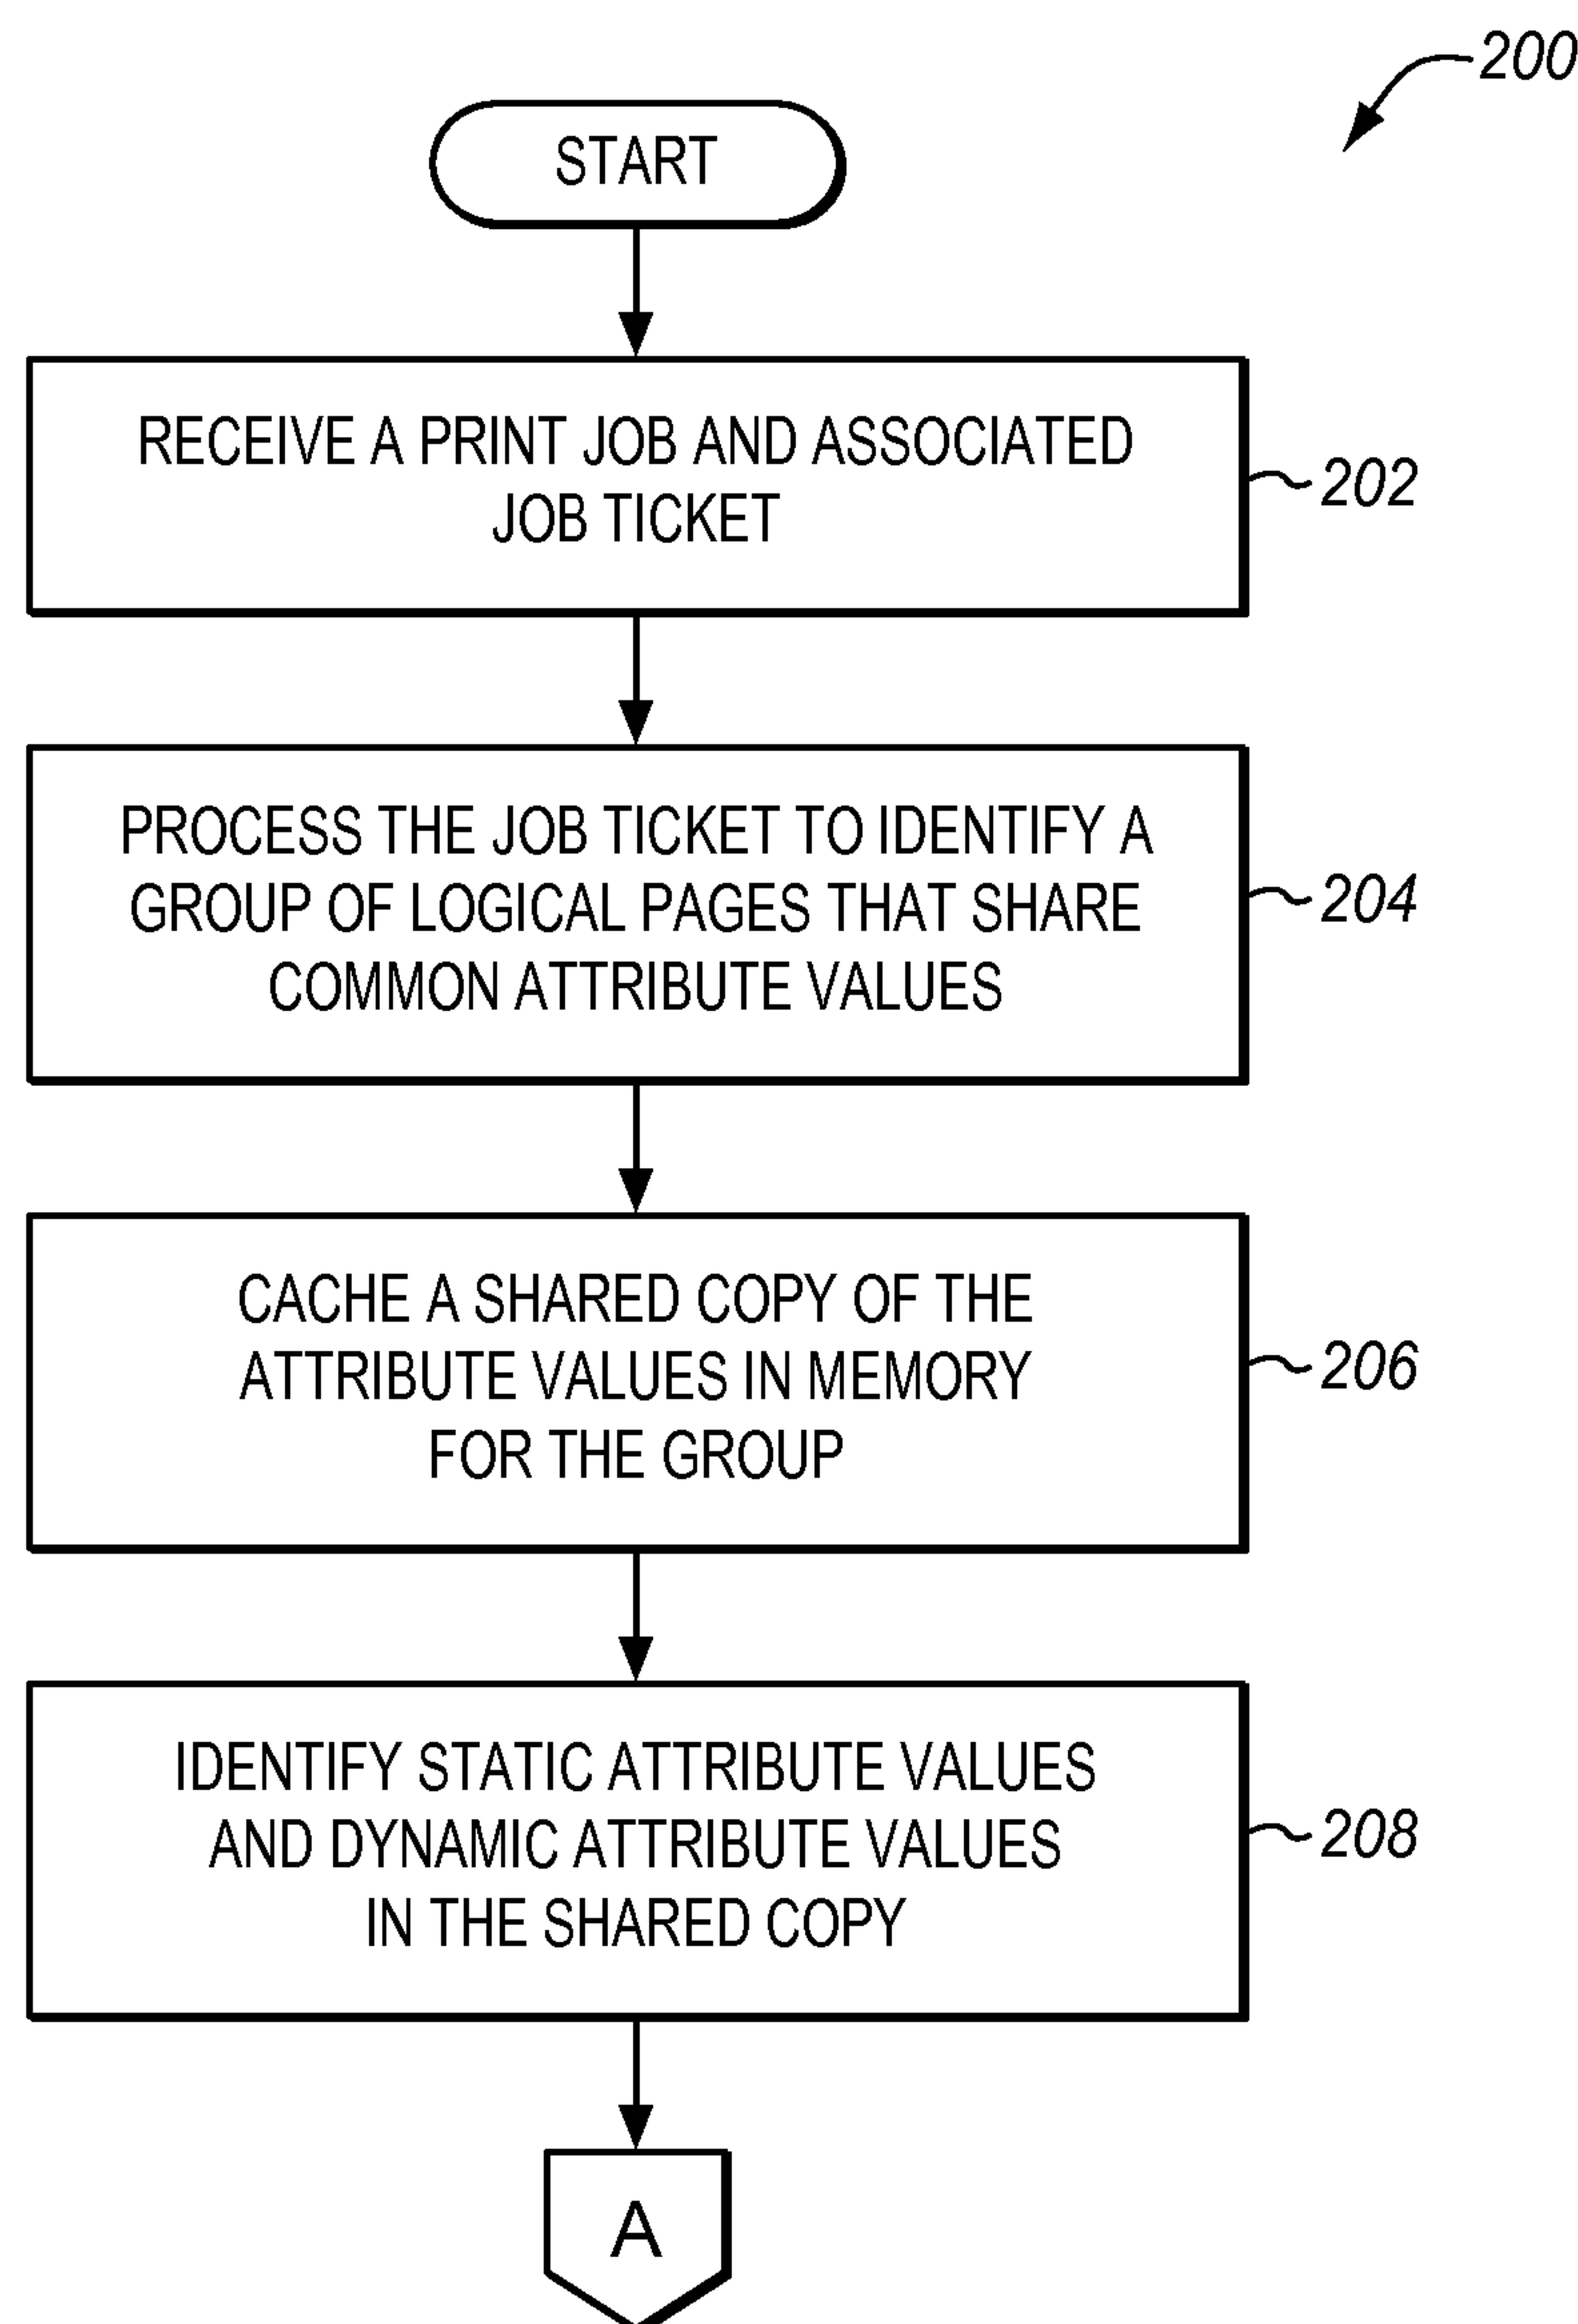 200
START
RECEIVE A PRINT JOB AND ASSOCIATED
JOB TICKET
202
PROCESS THE JOB TICKET TO IDENTIFY A
GROUP OF LOGICAL PAGES THAT SHARE
COMMON ATTRIBUTE VALUES
204
CACHE A SHARED COPY OF THE
ATTRIBUTE VALUES IN MEMORY
FOR THE GROUP
206
IDENTIFY STATIC ATTRIBUTE VALUES
AND DYNAMIC ATTRIBUTE VALUES
IN THE SHARED COPY
208
A